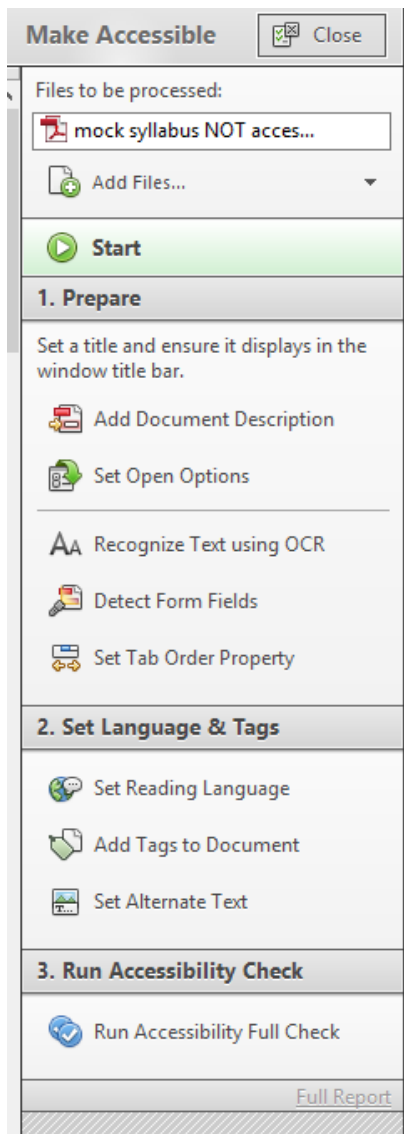 Make Accessible
Close
Files to be processed:
mock syllabus NOT acces...
Add Files...
Start
1. Prepare
Set a title and ensure it displays in the
window title bar.
Add Document Description
Set Open Options
Recognize Text using OCR
Detect Form Fields
Set Tab Order Property
2. Set Language & Tags
Set Reading Language
Add Tags to Document
Set Alternate Text
3. Run Accessibility Check
Run Accessibility Full Check
Full Report